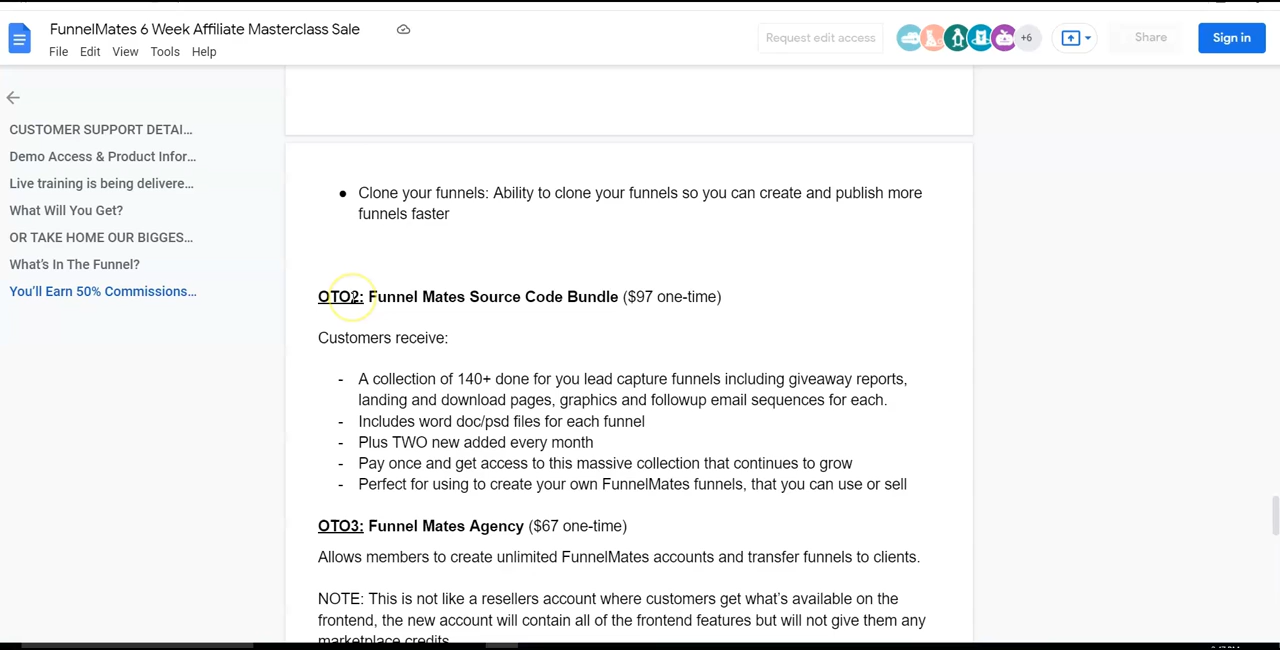 FunnelMates 6 Week Affiliate Masterclass Sale
File Edit View Tools Help
Request edit access
+6
Share
Sign in
CUSTOMER SUPPORT DETAI...
Demo Access & Product Infor...
Live training is being delivere...
What Will You Get?
OR TAKE HOME OUR BIGGES...
What's In The Funnel?
You'll Earn 50% Commissions...
● Clone your funnels: Ability to clone your funnels so you can create and publish more
funnels faster
OTO2: Funnel Mates Source Code Bundle ($97 one-time)
Customers receive:
- A collection of 140+ done for you lead capture funnels including giveaway reports,
landing and download pages, graphics and followup email sequences for each.
- Includes word doc/psd files for each funnel
- Plus TWO new added every month
- Pay once and get access to this massive collection that continues to grow
- Perfect for using to create your own FunnelMates funnels, that you can use or sell
OTO3: Funnel Mates Agency ($67 one-time)
Allows members to create unlimited FunnelMates accounts and transfer funnels to clients.
NOTE: This is not like a resellers account where customers get what's available on the
frontend, the new account will contain all of the frontend features but will not give them any
marketplace credits